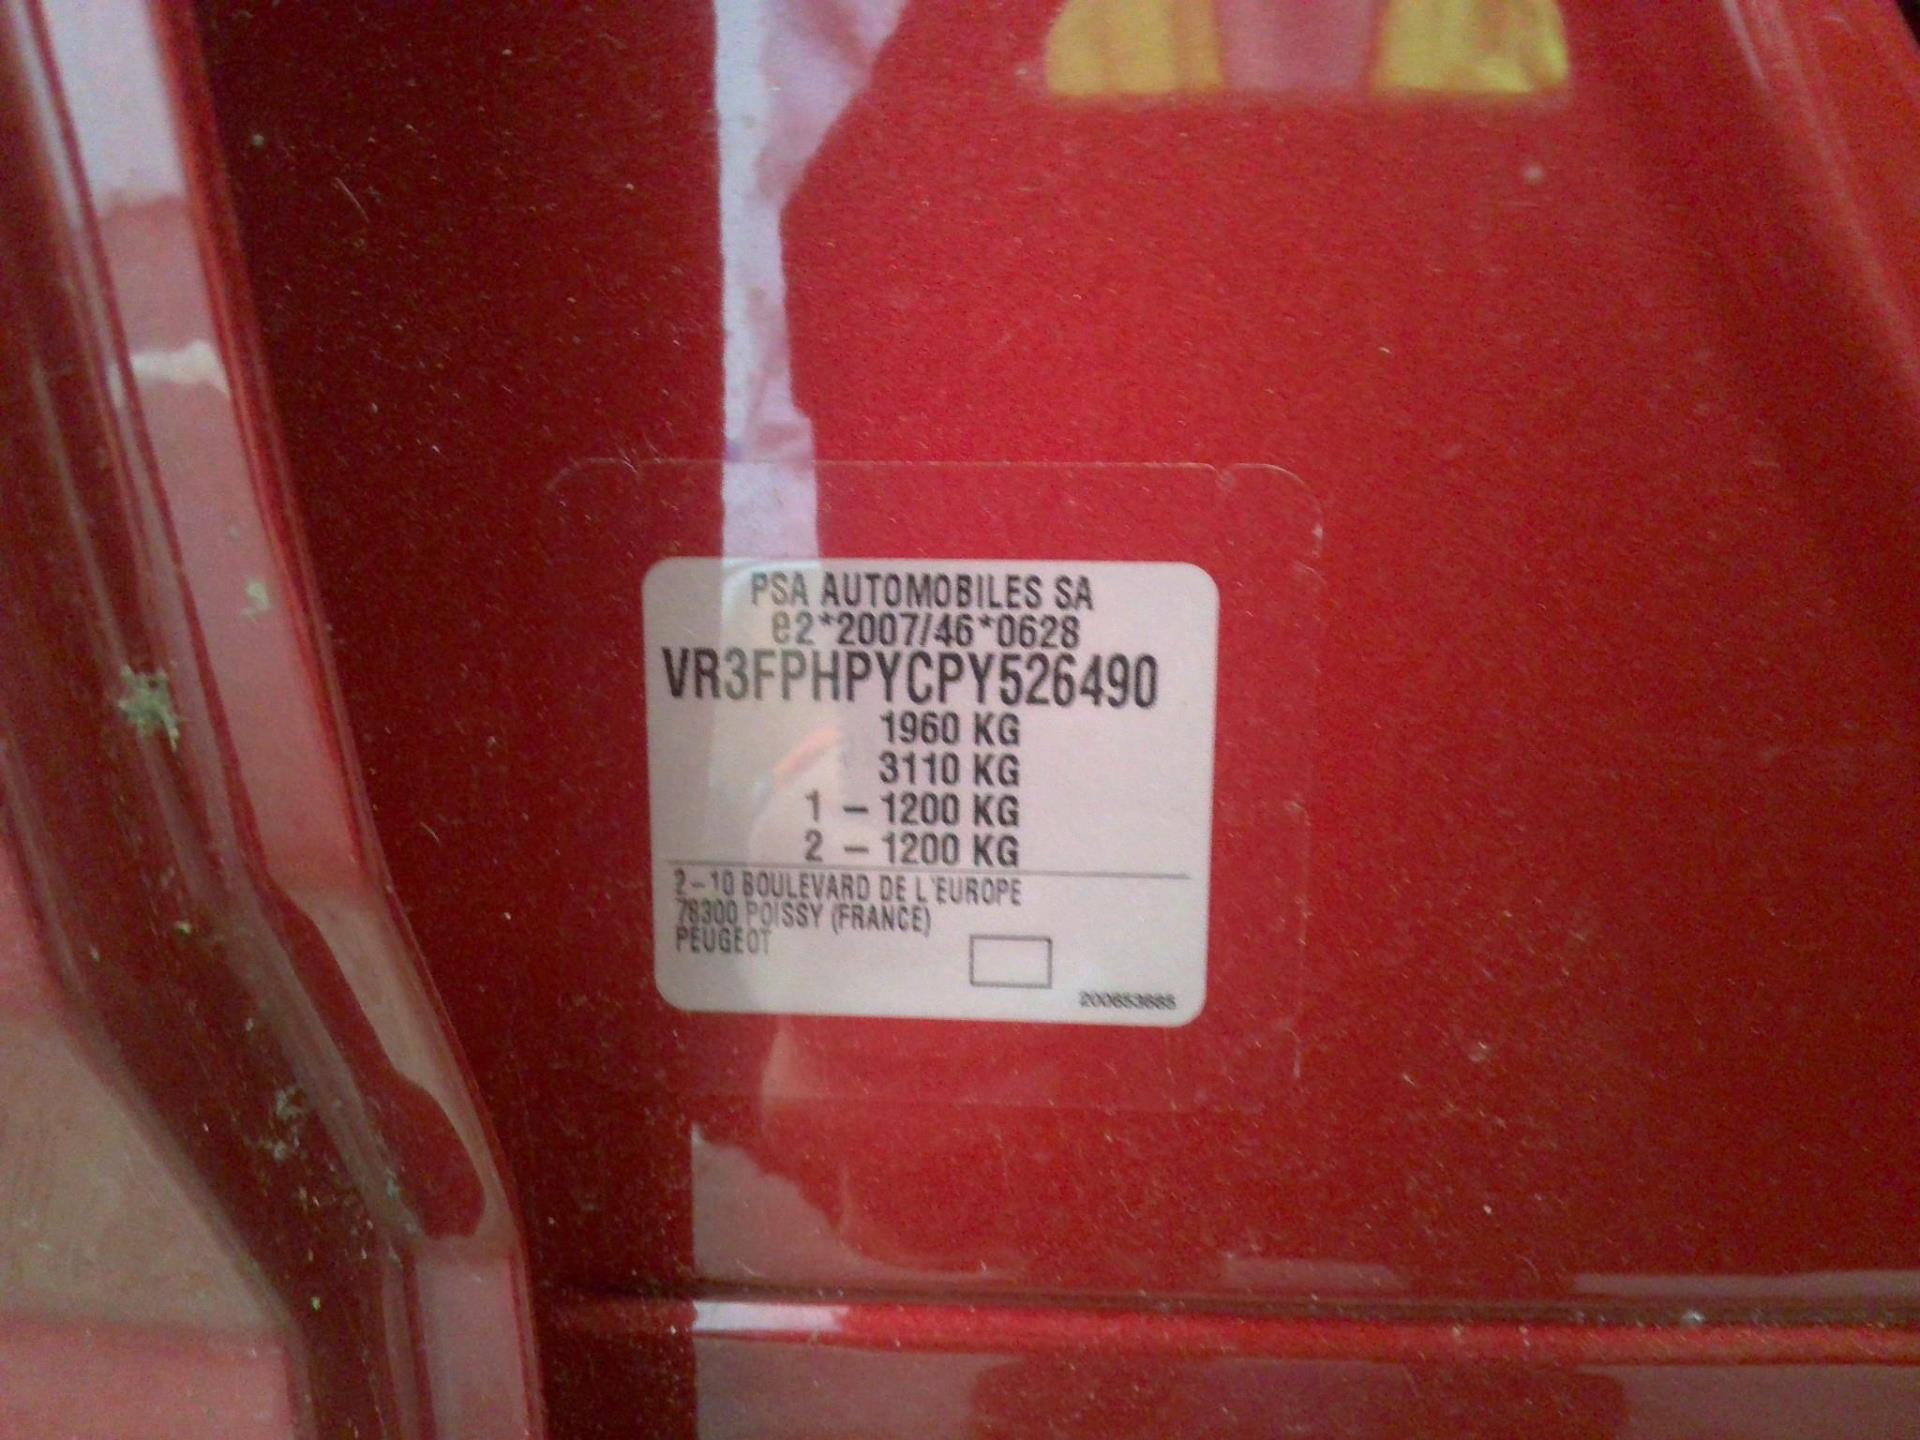 PSA AUTOMOBILES SA
e2*2007/46*0628
VR3FPHPYCPY526490
1960 KG
3110 KG
1 – 1200 KG
2 – 1200 KG
2–10 BOULEVARD DE L'EUROPE
78300 POISSY (FRANCE)
PEUGEOT
200653685